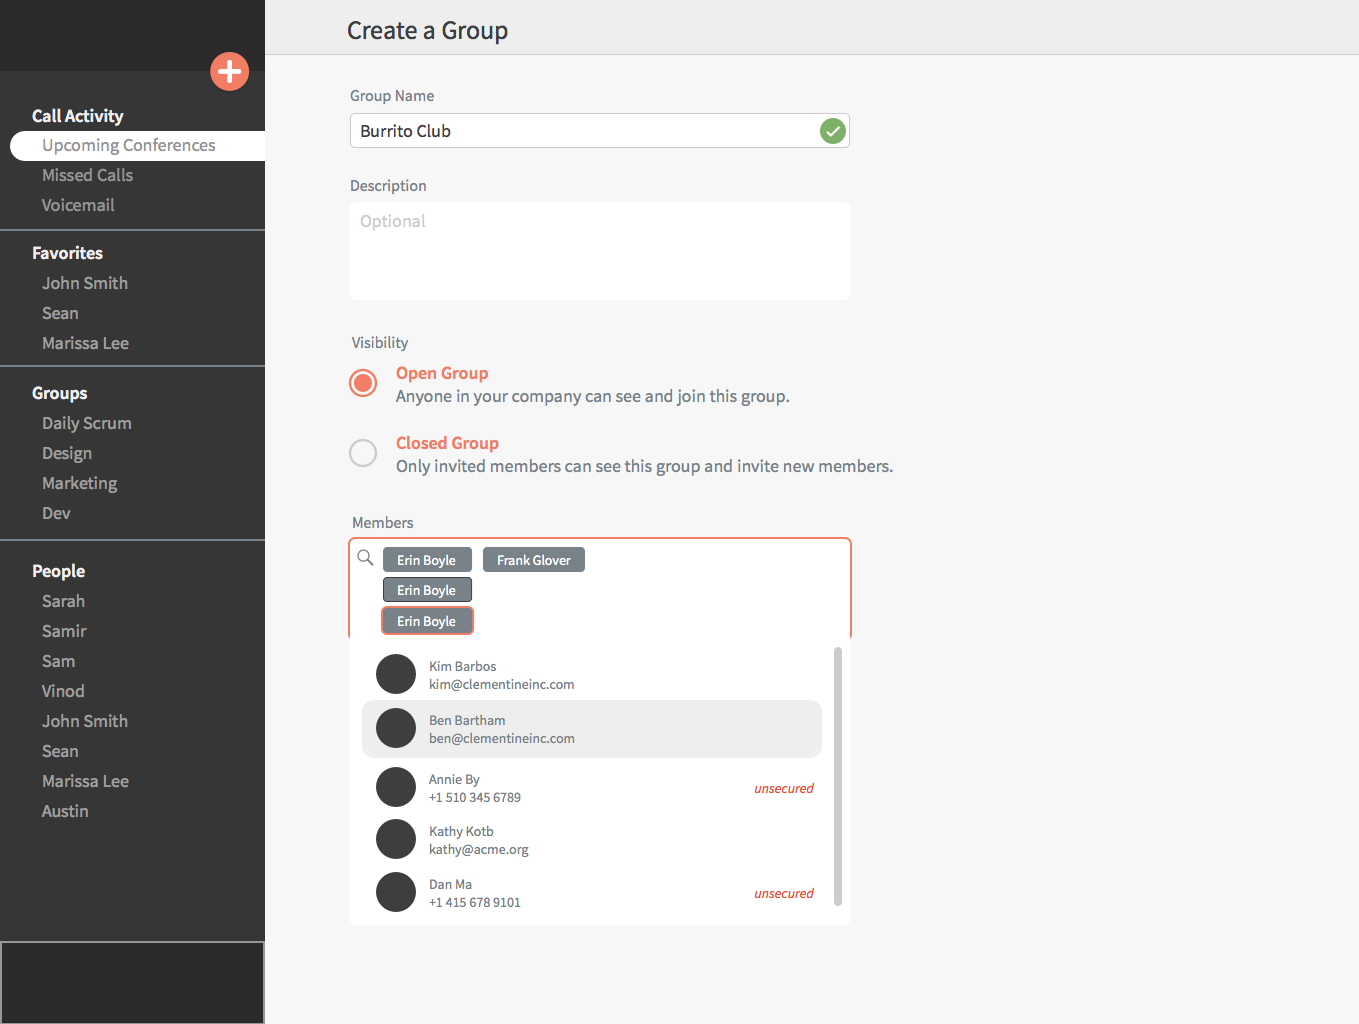 Create a Group
Call Activity
Upcoming Conferences
Missed Calls
Voicemail
Favorites
John Smith
Sean
Marissa Lee
Groups
Daily Scrum
Design
Marketing
Dev
People
Sarah
Samir
Sam
Vinod
John Smith
Sean
Marissa Lee
Austin
Group Name
Burrito Club
Description
Optional
Visibility
Open Group
Anyone in your company can see and join this group.
Closed Group
Only invited members can see this group and invite new members.
Members
Erin Boyle Frank Glover
Erin Boyle
Erin Boyle
Kim Barbos
kim@clementineinc.com
Ben Bartham
ben@clementineinc.com
Annie By
+1 510 345 6789
unsecured
Kathy Kotb
kathy@acme.org
Dan Ma
+1 415 678 9101
unsecured